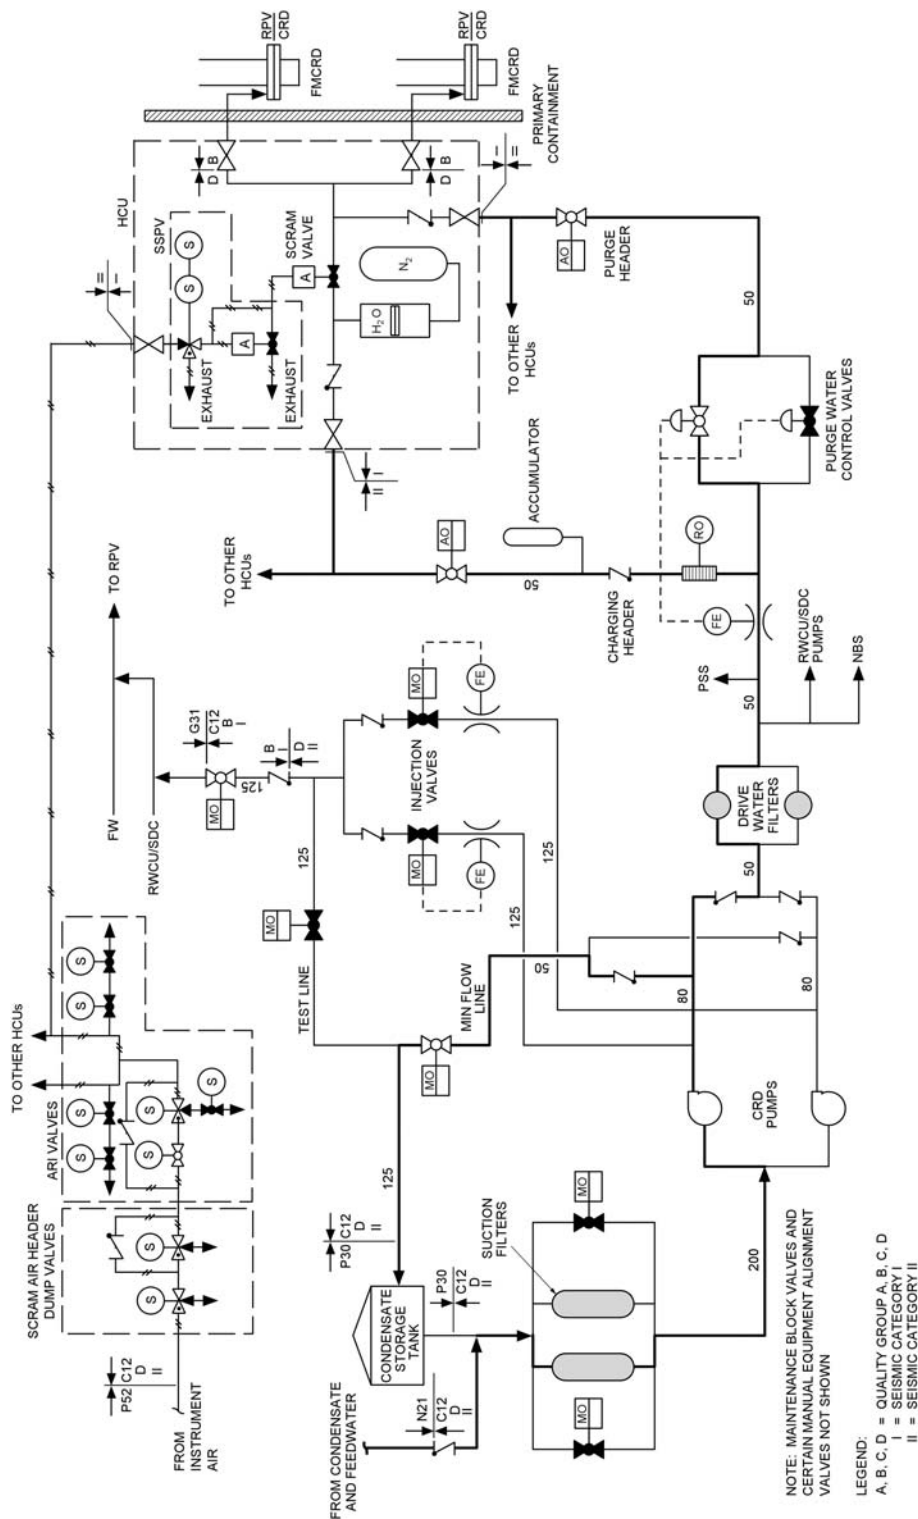 SCRAM AIR HEADER
DUMP VALVES
ARI VALVES
TO OTHER HCUs
S
S
S
S
S
S
S
S
S
P52
C12
D
II
FROM
INSTRUMENT
AIR
FW
TO RPV
RWCU/SDC
G31
C12
B
I
MO
125
B
I
D
II
125
TEST LINE
MO
INJECTION
VALVES
MO
MO
FE
FE
125
125
TO OTHER
HCUs
HCU
SSPV
S
S
A
EXHAUST
EXHAUST
II
I
SCRAM
VALVE
A
H₂O
N₂
D
B
D
B
RPV
CRD
FMCRD
RPV
CRD
FMCRD
PRIMARY
CONTAINMENT
I
II
II
I
AO
ACCUMULATOR
50
CHARGING
HEADER
RO
TO OTHER
HCUs
AO
PURGE
HEADER
50
PURGE WATER
CONTROL VALVES
FE
PSS
50
RWCU/SDC
PUMPS
NBS
DRIVE
WATER
FILTERS
50
80
80
MIN FLOW
LINE
50
MO
125
P30
C12
D
II
CONDENSATE
STORAGE
TANK
P30
C12
D
II
FROM CONDENSATE
AND FEEDWATER
N21
C12
D
II
SUCTION
FILTERS
MO
MO
200
CRD
PUMPS
NOTE: MAINTENANCE BLOCK VALVES AND
CERTAIN MANUAL EQUIPMENT ALIGNMENT
VALVES NOT SHOWN
LEGEND:
A, B, C, D = QUALITY GROUP A, B, C, D
I = SEISMIC CATEGORY I
II = SEISMIC CATEGORY II